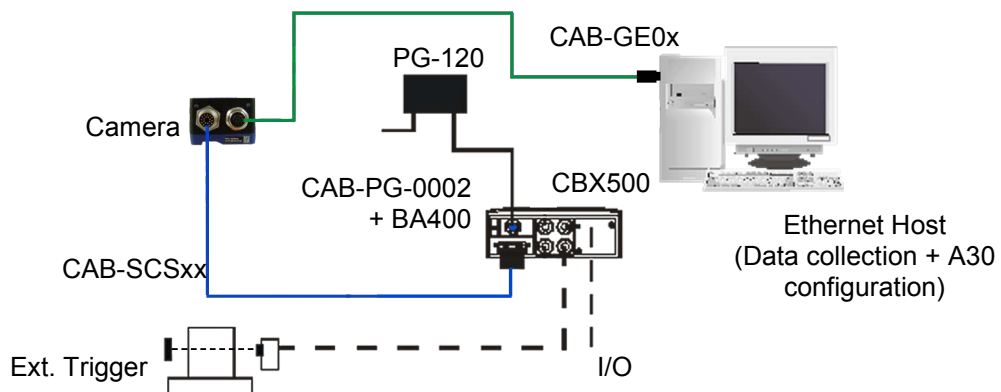 CAB-GE0x
PG-120
Camera
CAB-PG-0002
+ BA400
CBX500
Ethernet Host
(Data collection + A30
configuration)
CAB-SCSxx
Ext. Trigger
I/O